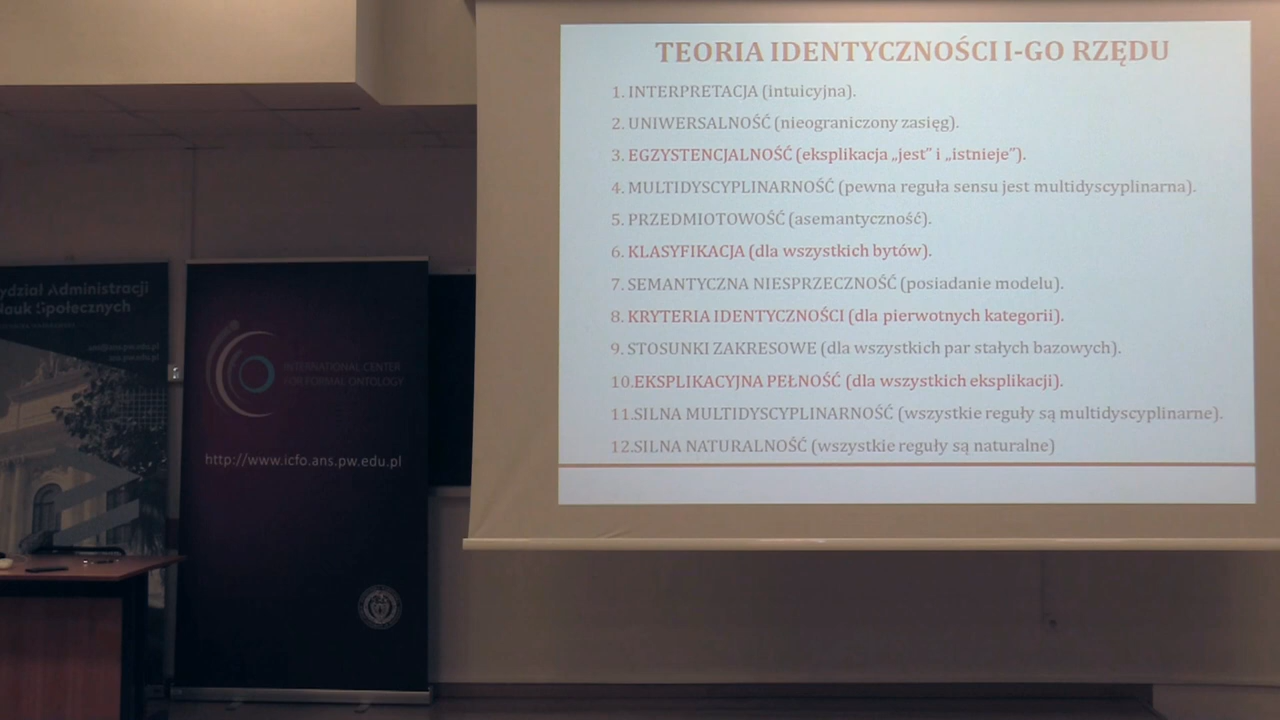 TEORIA IDENTYCZNOŚCI I-GO RZĘDU
1. INTERPRETACJA (intuicyjna).
2. UNIWERSALNOŚĆ (nieograniczony zasięg).
3. EGZYSTENCJALNOŚĆ (eksplikacja „jest” i „istnieje”).
4. MULTIDYSCYPLINARNOŚĆ (pewna reguła sensu jest multidyscyplinarna).
5. PRZEDMIOTOWOŚĆ (asemantyczność).
6. KLASYFIKACJA (dla wszystkich bytów).
7. SEMANTYCZNA NIESPRZECZNOŚĆ (posiadanie modelu).
8. KRYTERIA IDENTYCZNOŚCI (dla pierwotnych kategorii).
9. STOSUNKI ZAKRESOWE (dla wszystkich par stałych bazowych).
10.EKSPLIKACYJNA PEŁNOŚĆ (dla wszystkich eksplikacji).
11.SILNA MULTIDYSCYPLINARNOŚĆ (wszystkie reguły są multidyscyplinarne).
12.SILNA NATURALNOŚĆ (wszystkie reguły są naturalne)
ydział Administracji
Nauk Społecznych
ans.pw.edu.pl
INTERNATIONAL CENTER
FOR FORMAL ONTOLOGY
http://www.icfo.ans.pw.edu.pl